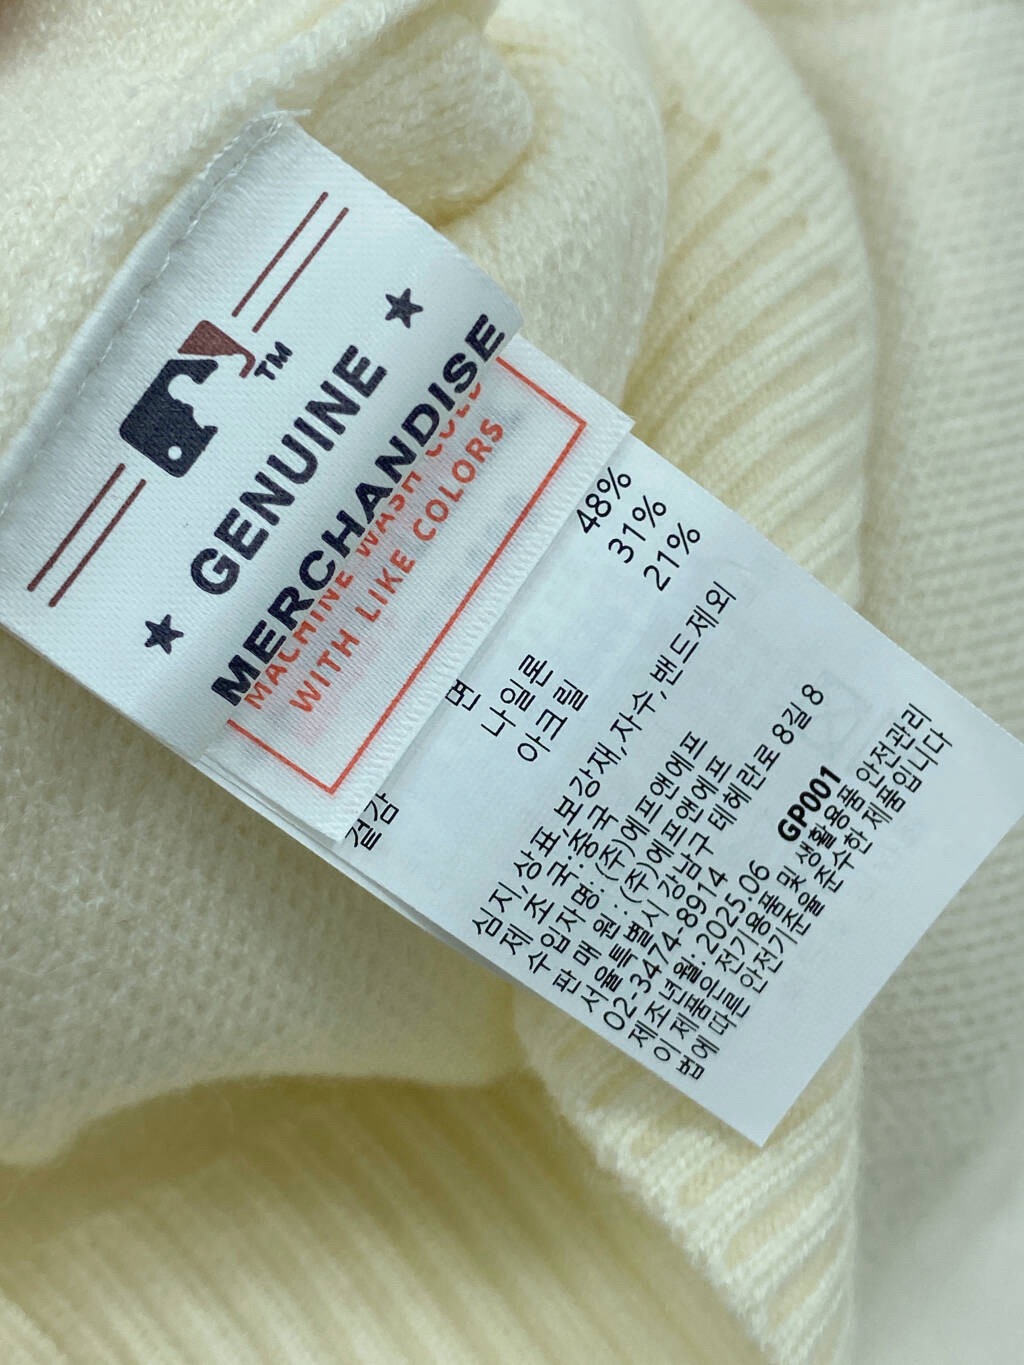 TM
GENUINE
MERCHANDISE
MACHINE WASH COLD
WITH LIKE COLORS
겉감
면 48%
나일론 31%
아크릴 21%
심지,상표,보강재,자수,밴드제외
제조국:중국
수입자명:(주)에프앤에프
판매원:(주)에프앤에프
서울특별시 강남구 테헤란로 8길 8
02-3474-8914
제조년월:2025.06 GP001
이 제품은 전기용품 및 생활용품 안전관리
법에 따른 안전기준을 준수한 제품입니다